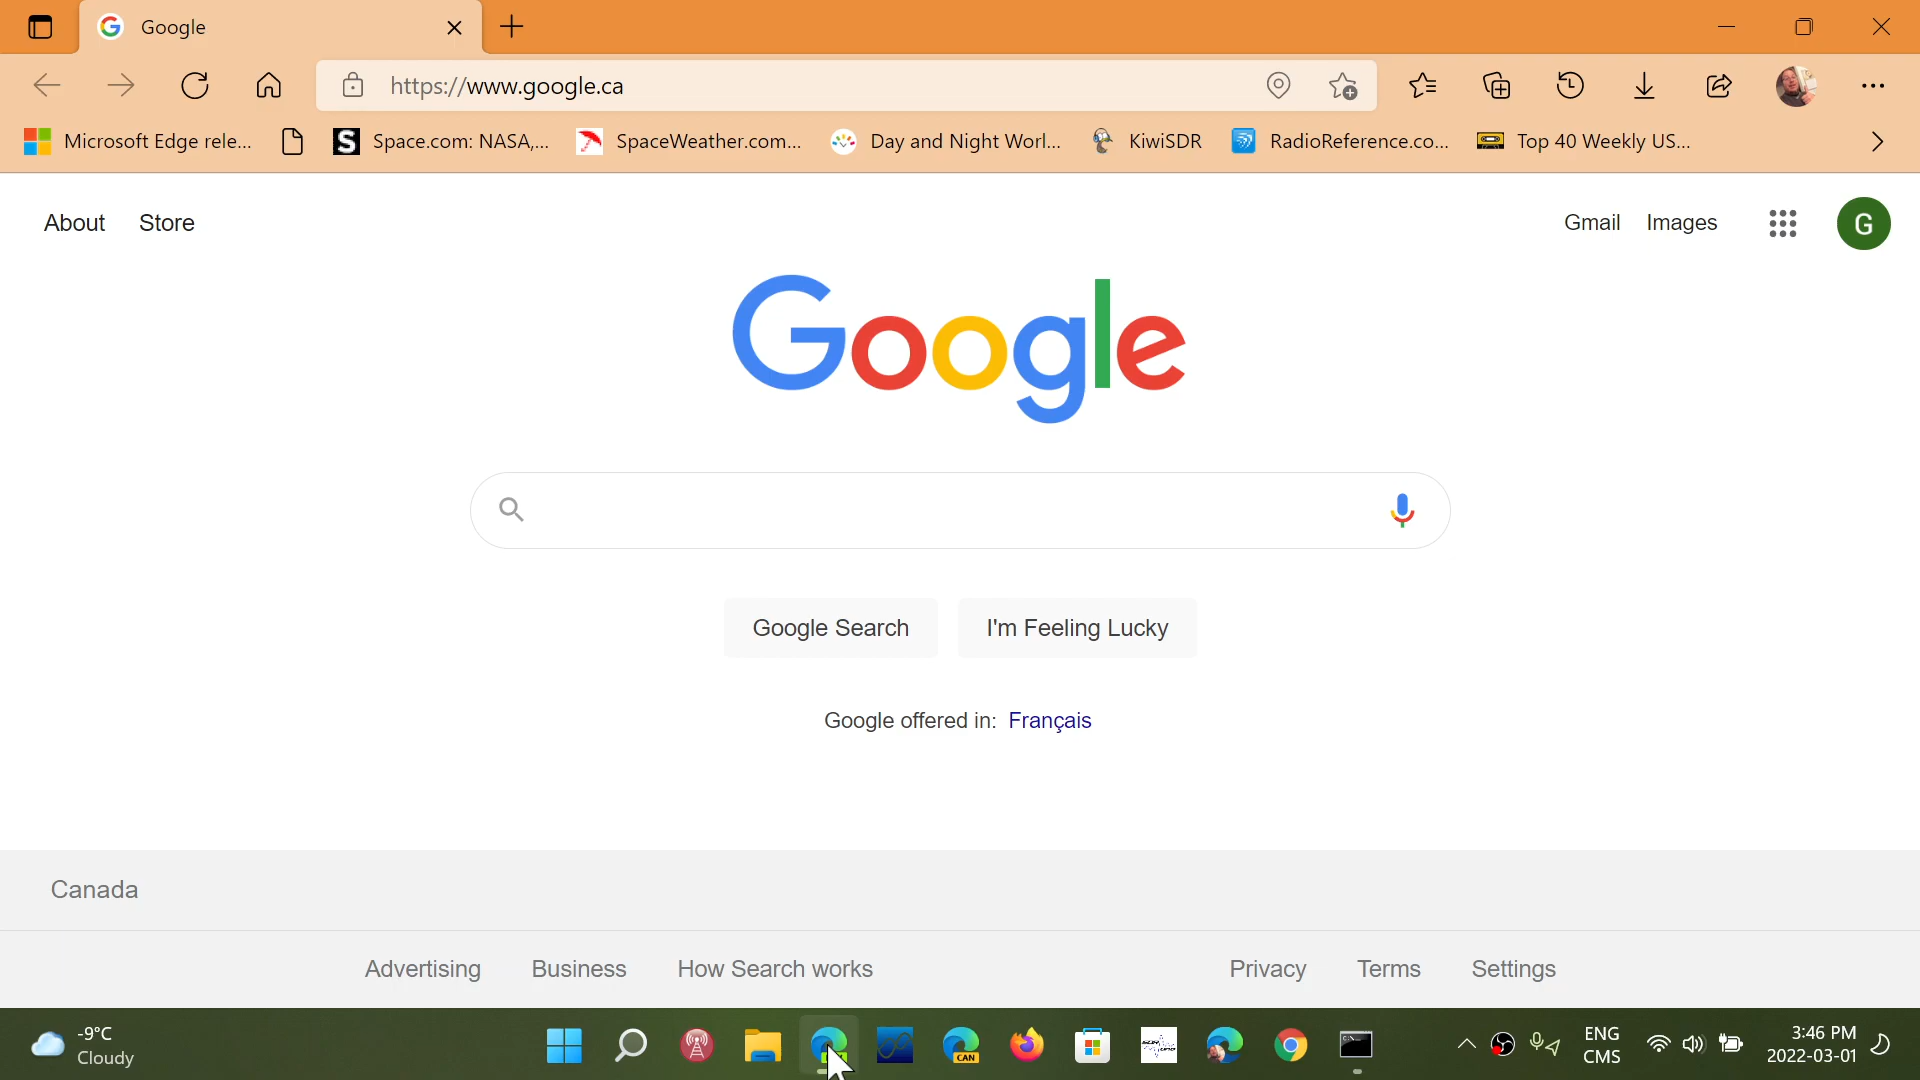 Google
https://www.google.ca
Microsoft Edge rele...
Space.com: NASA,...
SpaceWeather.com...
Day and Night Worl...
KiwiSDR
RadioReference.co...
Top 40 Weekly US...
About
Store
Gmail
Images
G
Google
Google Search
I'm Feeling Lucky
Google offered in: Français
Canada
Advertising
Business
How Search works
Privacy
Terms
Settings
-9°C
Cloudy
CAN
ENG
CMS
3:46 PM
2022-03-01